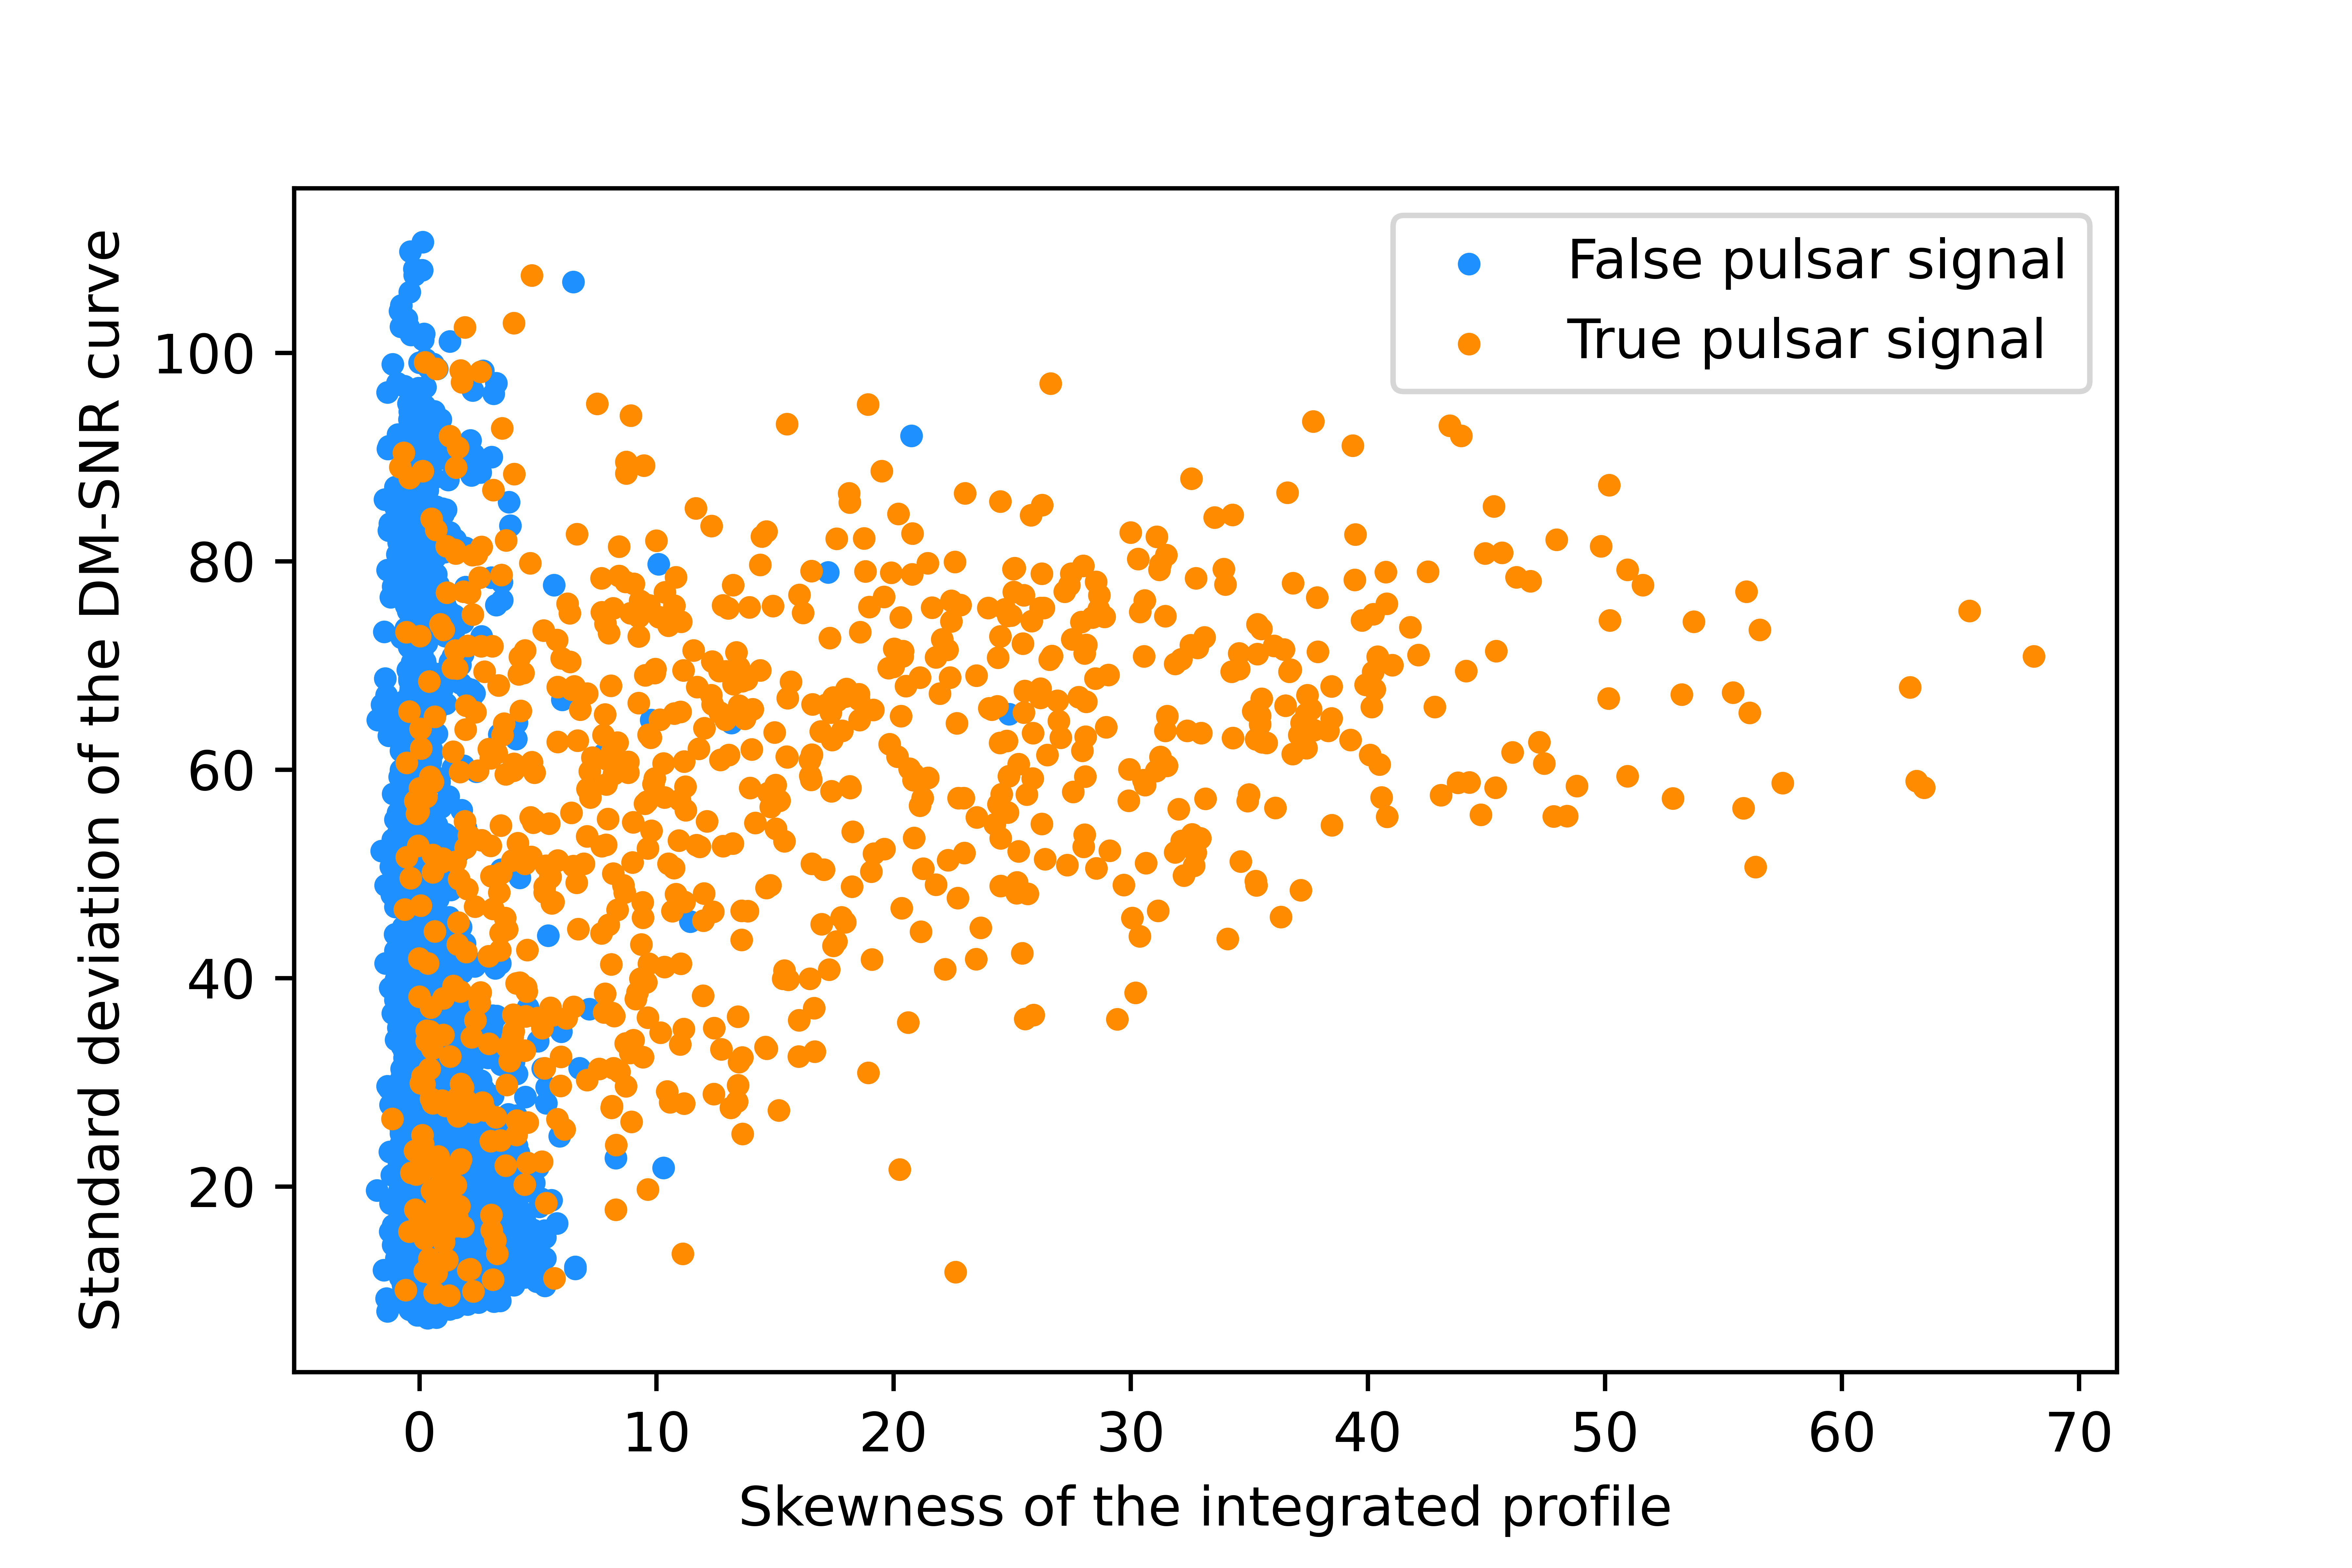 False pulsar signal
True pulsar signal
Standard deviation of the DM-SNR curve
100
80
60
40
20
0 10 20 30 40 50 60 70
Skewness of the integrated profile